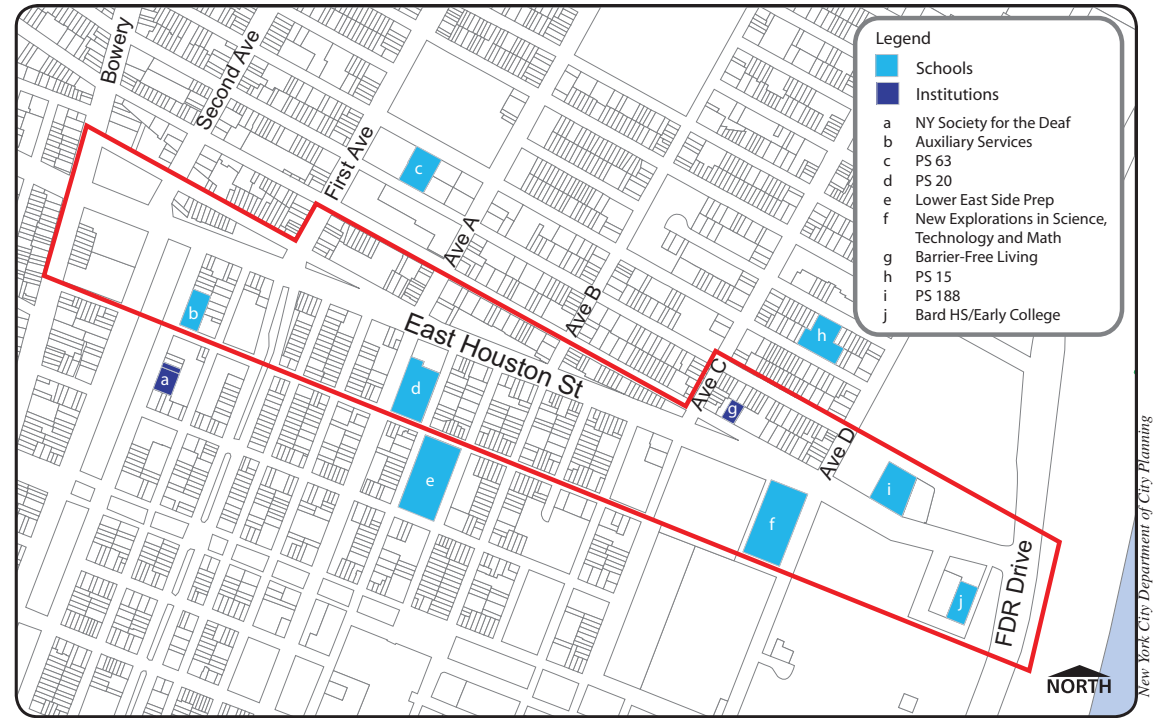 Legend
Schools
Institutions
a NY Society for the Deaf
b Auxiliary Services
c PS 63
d PS 20
e Lower East Side Prep
f New Explorations in Science,
Technology and Math
g Barrier-Free Living
h PS 15
i PS 188
j Bard HS/Early College
Bowery
Second Ave
First Ave
Ave A
Ave B
Ave C
Ave D
East Houston St
FDR Drive
a
b
c
d
e
f
g
h
i
j
NORTH
New York City Department of City Planning